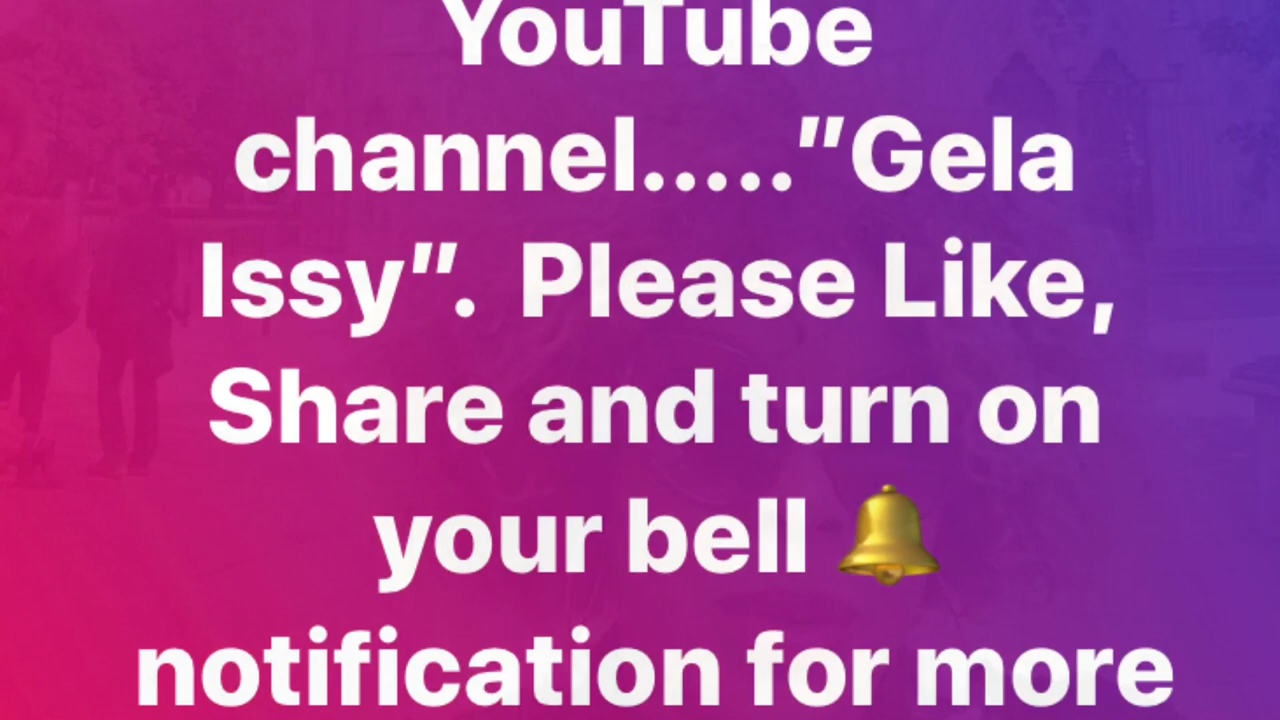 YouTube
channel.....″Gela
Issy″. Please Like,
Share and turn on
your bell 🔔
notification for more